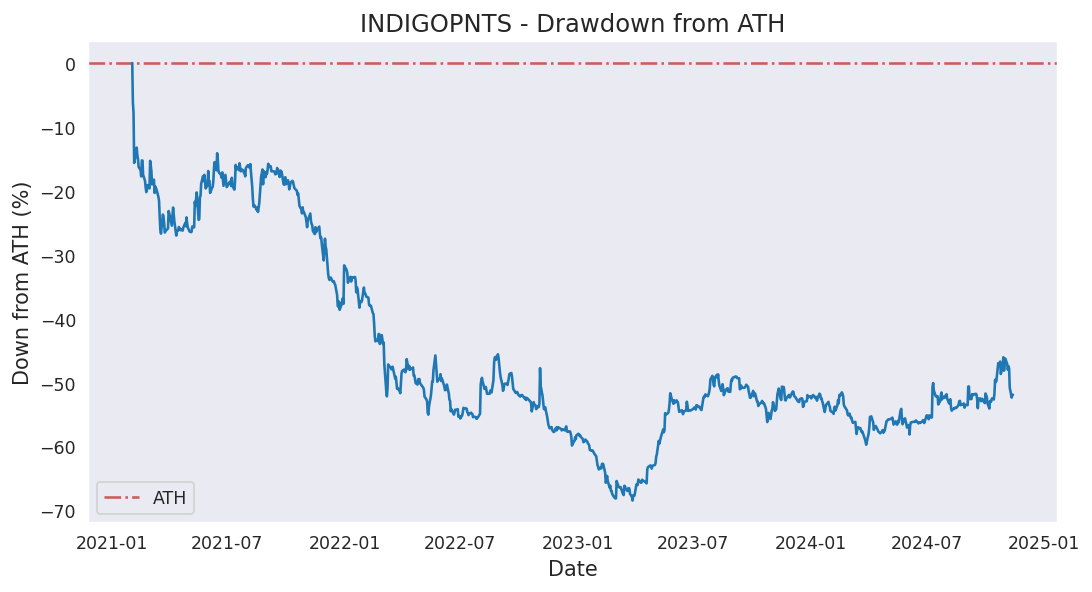 INDIGOPNTS - Drawdown from ATH
Down from ATH (%)
0
−10
−20
−30
−40
−50
−60
−70
ATH
2021-01 2021-07 2022-01 2022-07 2023-01 2023-07 2024-01 2024-07 2025-01
Date